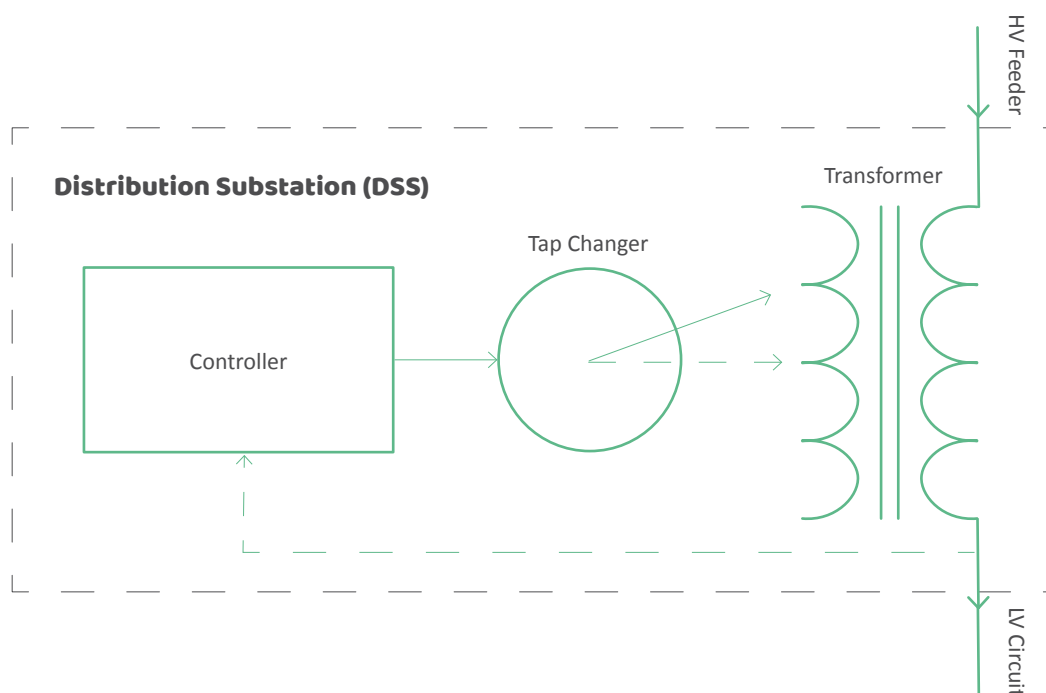 HV Feeder
Distribution Substation (DSS)
Transformer
Tap Changer
Controller
LV Circuit